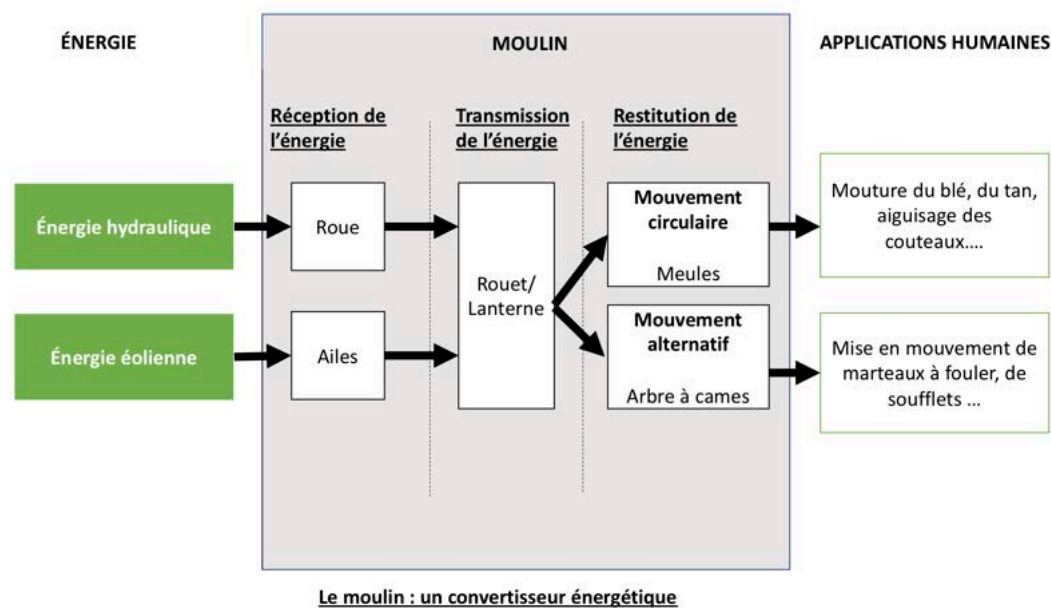 ÉNERGIE
MOULIN
APPLICATIONS HUMAINES
Réception de
l'énergie
Transmission
de l'énergie
Restitution de
l'énergie
Énergie hydraulique
Roue
Rouet/
Lanterne
Mouvement
circulaire
Meules
Mouture du blé, du tan,
aiguisage des
couteaux....
Énergie éolienne
Ailes
Mouvement
alternatif
Arbre à cames
Mise en mouvement de
marteaux à fouler, de
soufflets ...
Le moulin : un convertisseur énergétique